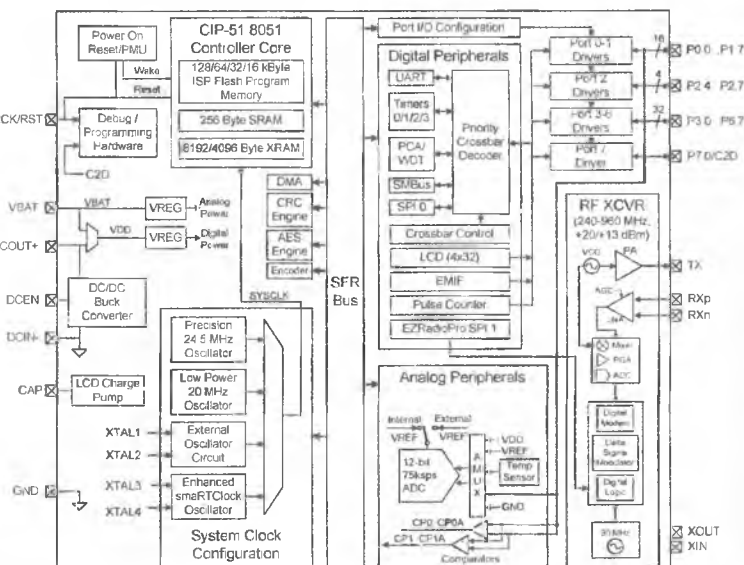 Power On
Reset/PMU
Wake
Reset
CIP-51 8051
Controller Core
128/64/32/16 kByte
ISP Flash Program
Memory
256 Byte SRAM
8192/4096 Byte XRAM
CK/RST
Debug /
Programming
Hardware
C2D
VBAT
VBAT
VREG
Analog
Power
COUT+
VDD
VREG
Digital
Power
DCEN
DC/DC
Buck
Converter
DCIN+
CAP
LCD Charge
Pump
XTAL1
XTAL2
XTAL3
XTAL4
GND
DMA
CRC
Engine
AES
Engine
Encoder
SYSCLK
Precision
24.5 MHz
Oscillator
Low Power
20 MHz
Oscillator
External
Oscillator
Circuit
Enhanced
smaRTClock
Oscillator
System Clock
Configuration
SFR
Bus
Port I/O Configuration
Digital Peripherals
UART
Timers
0/1/2/3
PCA/
WDT
SMBus
SPI 0
Priority
Crossbar
Decoder
Crossbar Control
LCD (4x32)
EMIF
Pulse Counter
EZRadioPro SPI 1
Port 0-1
Drivers
16
P0.0 P1.7
Port 2
Drivers
4
P2.4 P2.7
Port 3-6
Drivers
32
P3.0
Port 7
Driver
P7.0/C2D
Analog Peripherals
Internal
External
VREF
VREF
12-bit
75ksps
ADC
A
M
U
X
VDD
VREF
Temp
Sensor
GND
CP0, CP0A
CP1, CP1A
Comparators
RF XCVR
(240-960 MHz,
+20/+13 dBm)
VCO
PA
AGC
LNA
Mixer
PGA
ADC
Digital
Modem
Delta
Sigma
Modulator
Digital
Logic
30 MHz
TX
RXp
RXn
XOUT
XIN